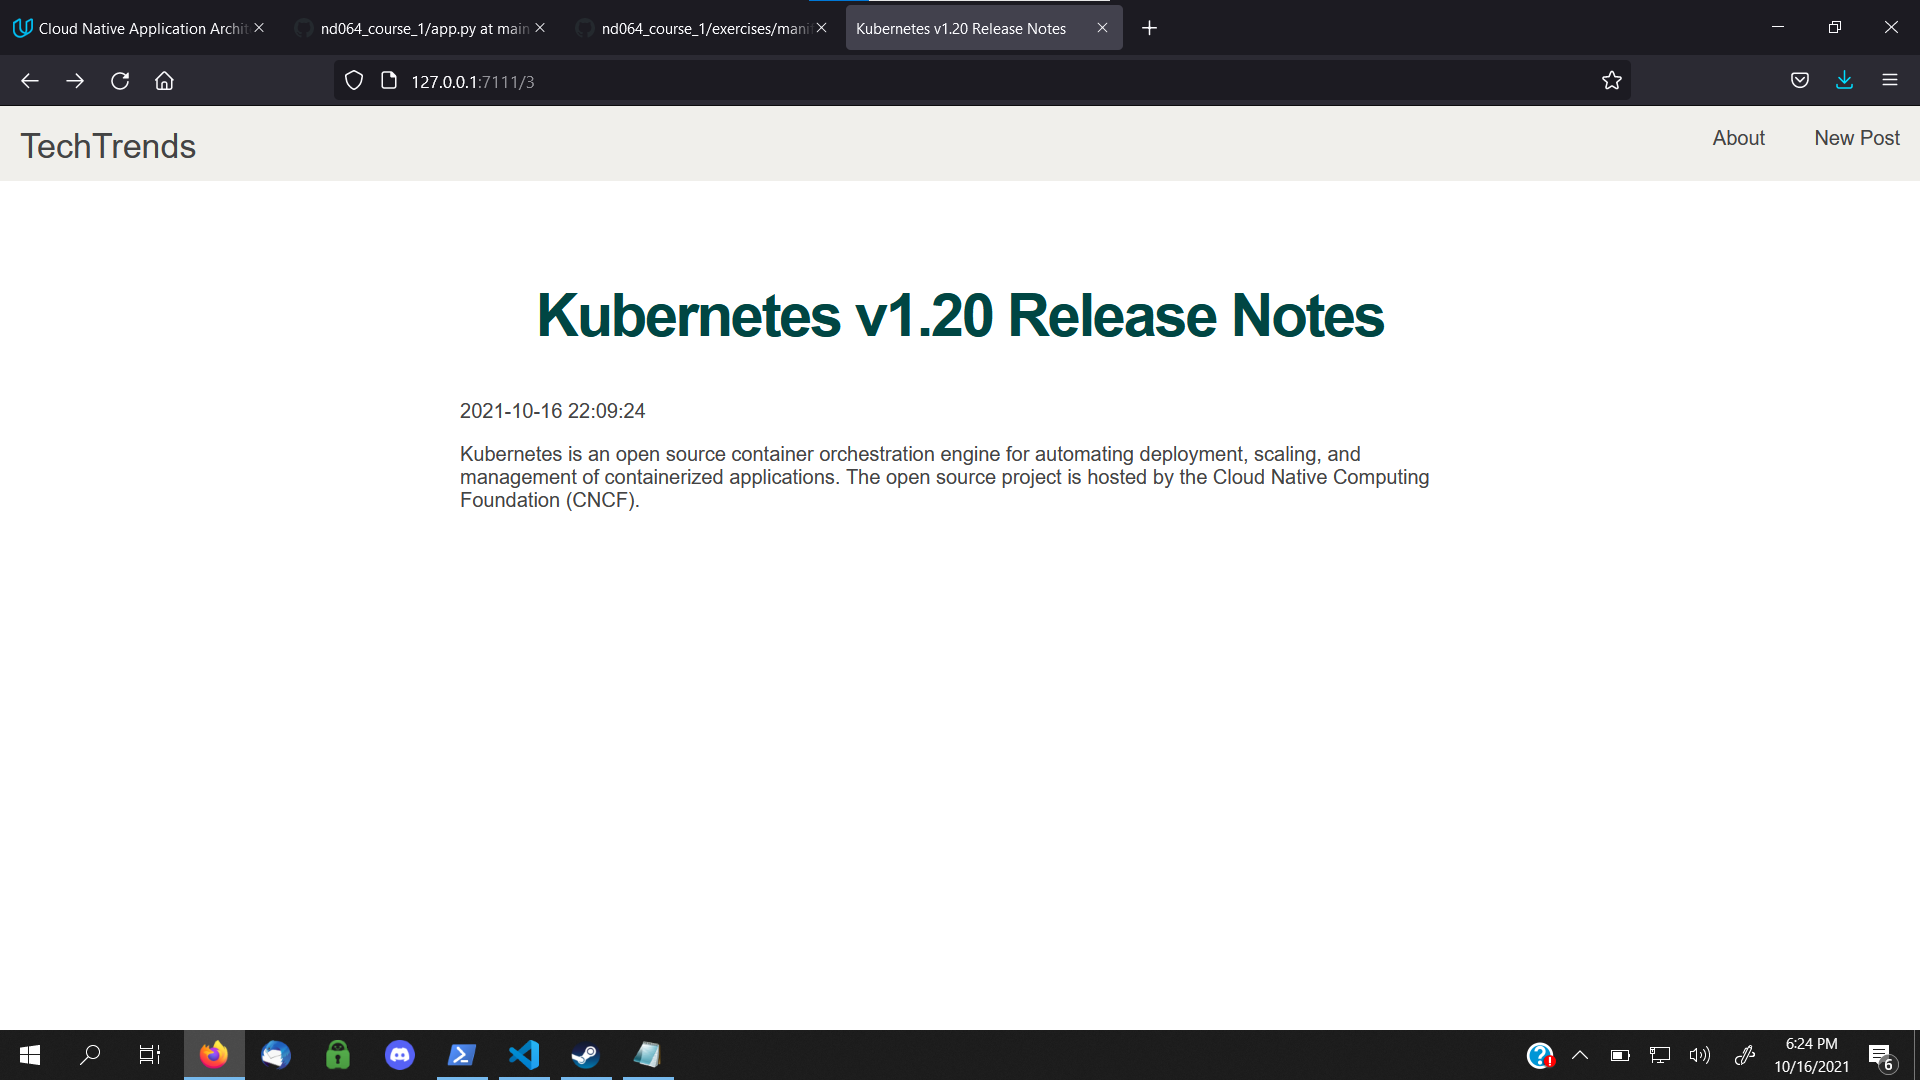 Cloud Native Application Archit
nd064_course_1/app.py at main
nd064_course_1/exercises/manif
Kubernetes v1.20 Release Notes
127.0.0.1:7111/3
TechTrends
About
New Post
Kubernetes v1.20 Release Notes
2021-10-16 22:09:24
Kubernetes is an open source container orchestration engine for automating deployment, scaling, and
management of containerized applications. The open source project is hosted by the Cloud Native Computing
Foundation (CNCF).
6:24 PM
10/16/2021
6